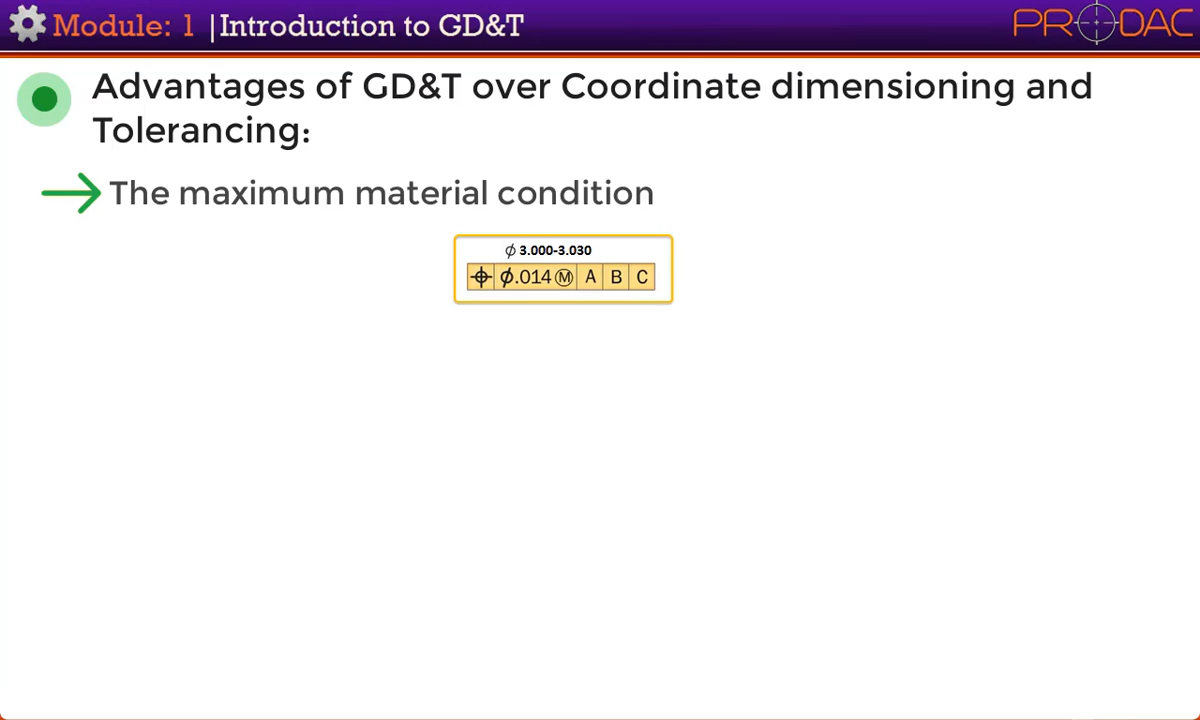 Module: 1 |Introduction to GD&T
PRODAC
Advantages of GD&T over Coordinate dimensioning and
Tolerancing:
The maximum material condition
⌀ 3.000-3.030
⌖ ⌀.014 Ⓜ A B C